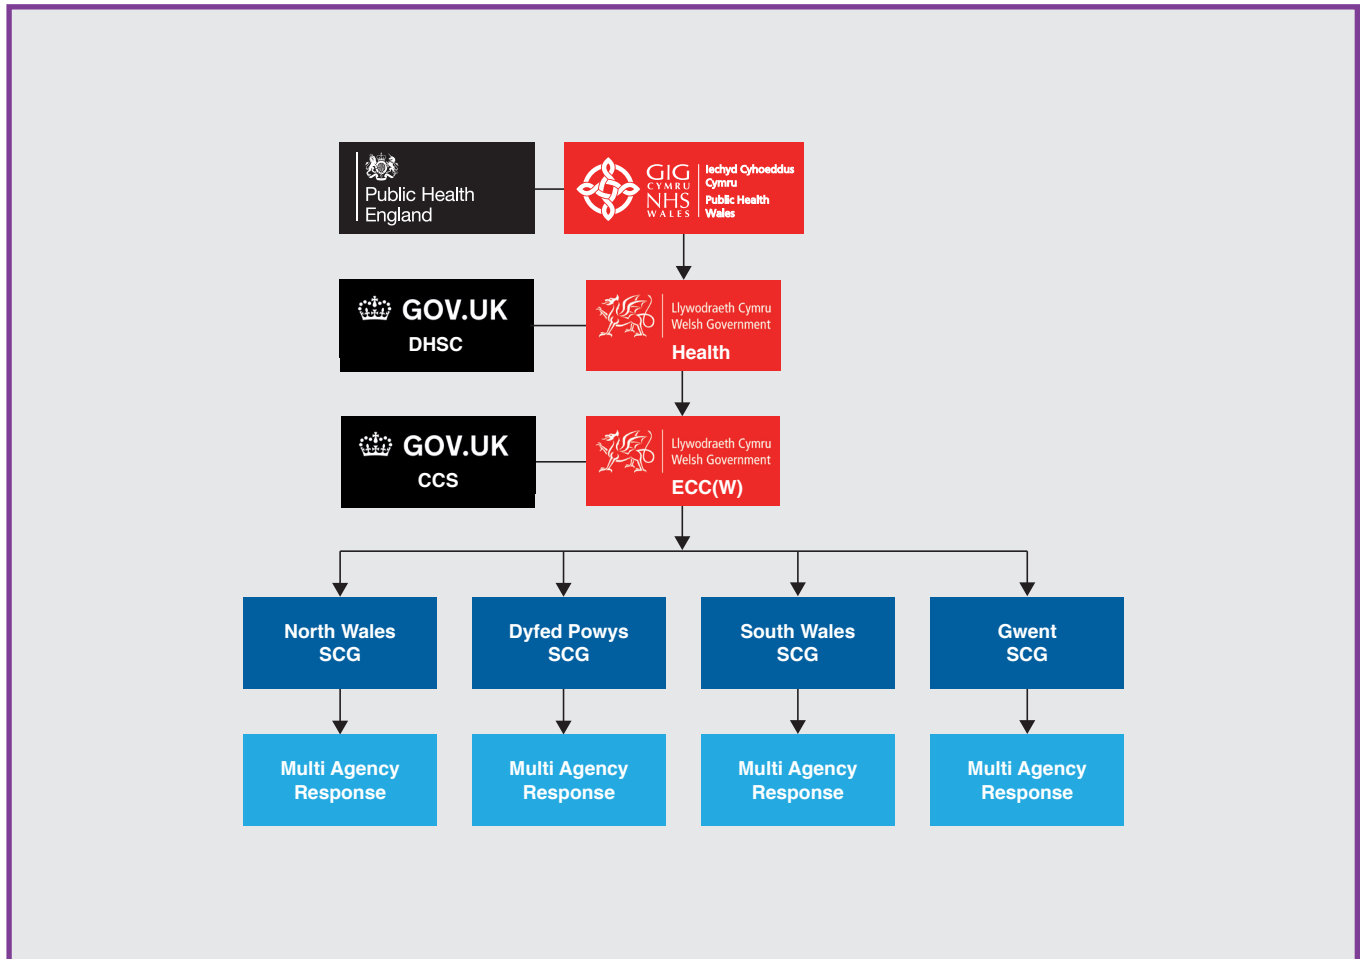 Public Health
England
GIG
CYMRU
NHS
WALES
Iechyd Cyhoeddus
Cymru
Public Health
Wales
GOV.UK
DHSC
Llywodraeth Cymru
Welsh Government
Health
GOV.UK
CCS
Llywodraeth Cymru
Welsh Government
ECC(W)
North Wales
SCG
Dyfed Powys
SCG
South Wales
SCG
Gwent
SCG
Multi Agency
Response
Multi Agency
Response
Multi Agency
Response
Multi Agency
Response